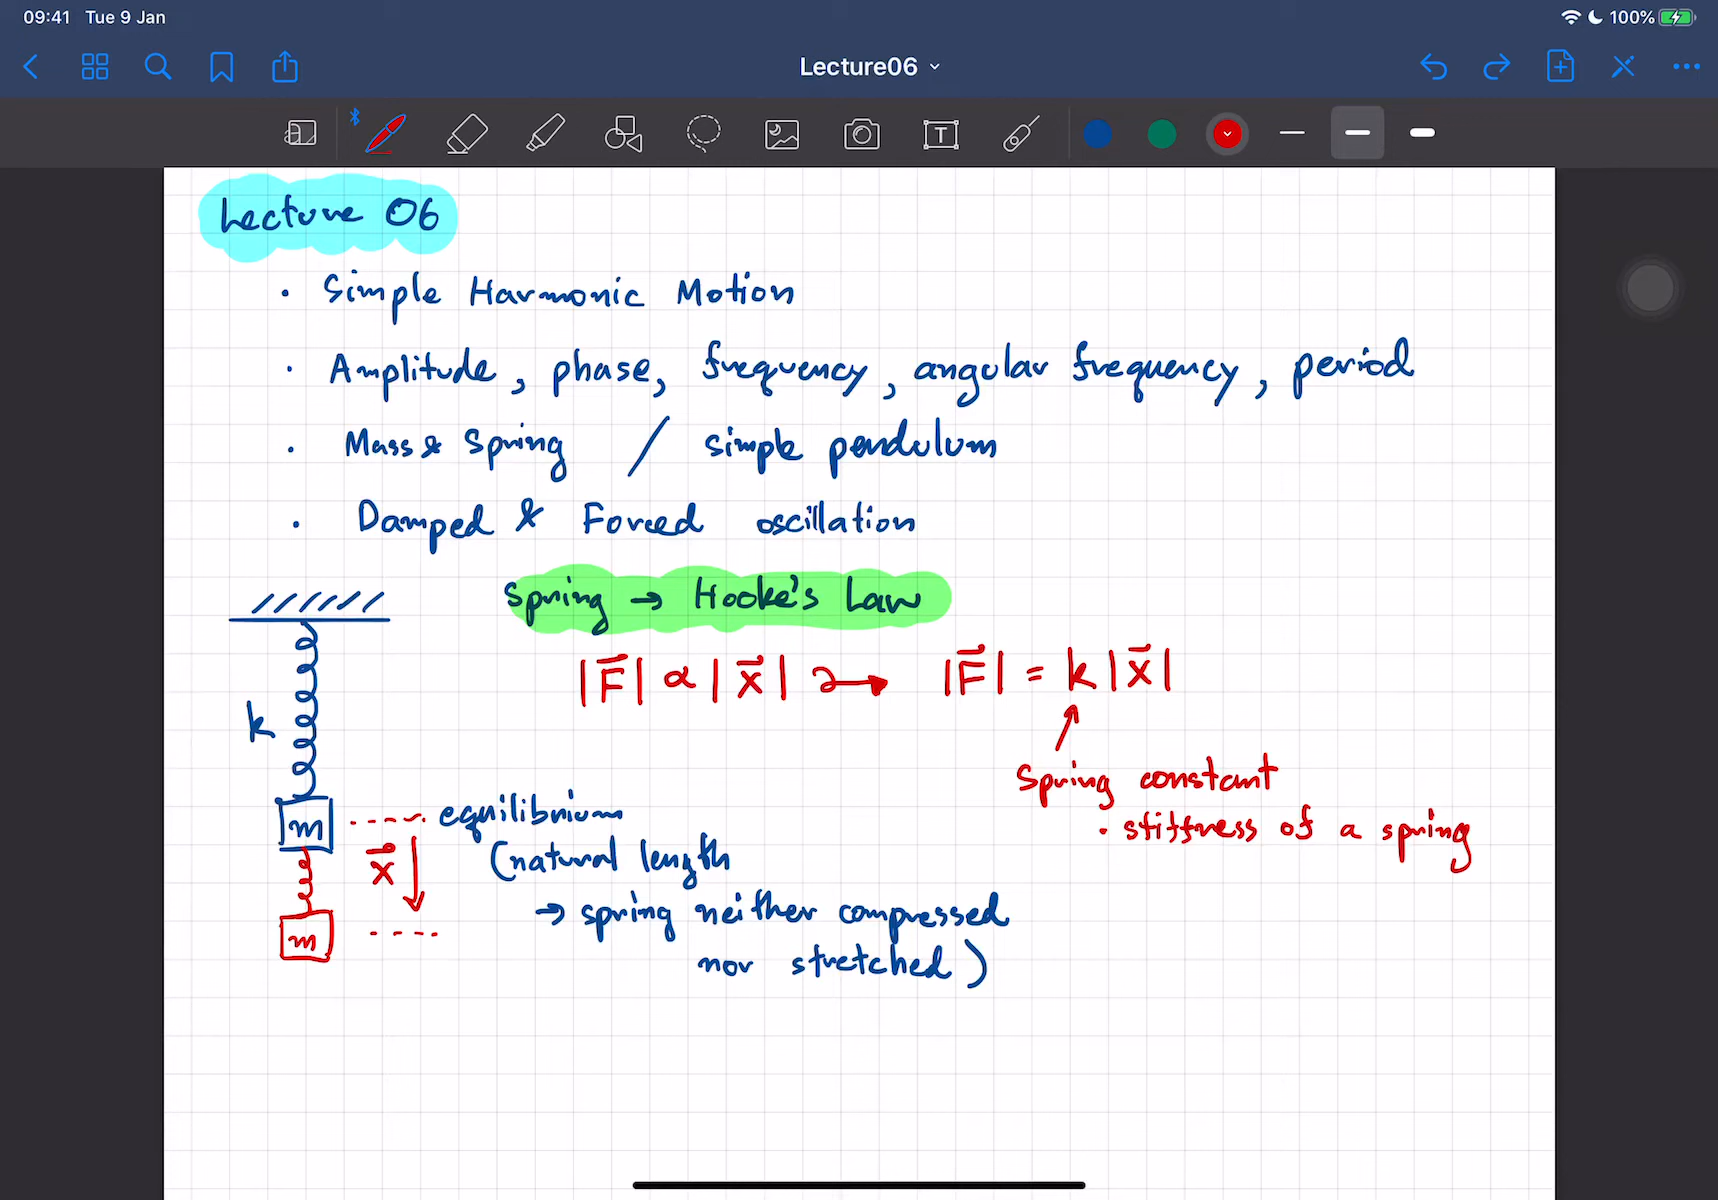 09:41 Tue 9 Jan
100%
Lecture06
T
Lecture 06
· Simple Harmonic Motion
· Amplitude, phase, frequency, angular frequency, period
· Mass & Spring / simple pendulum
· Damped & Forced oscillation
Spring → Hooke's Law
|F⃗| ∝ |x⃗| → |F⃗| = k|x⃗|
k
Spring constant
· stiffness of a spring
m
equilibrium
x⃗
(natural length
→ spring neither compressed
m
nor stretched)